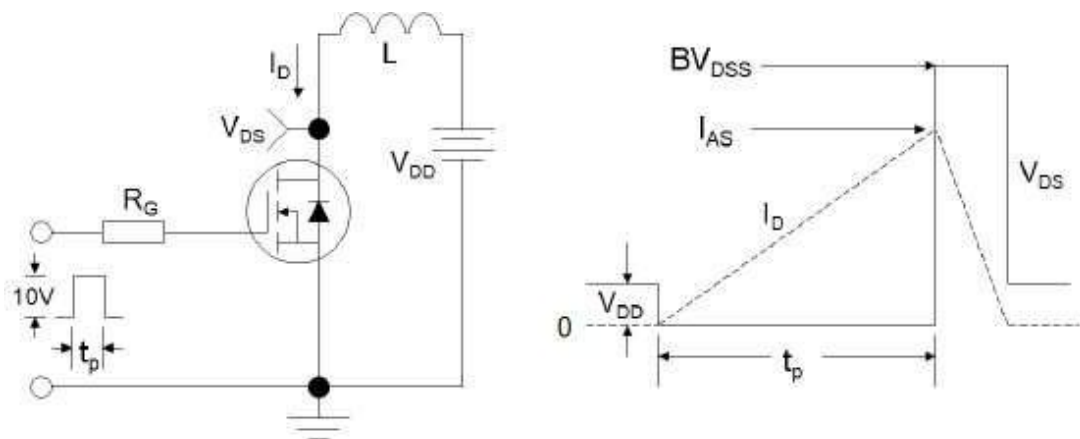 L
I_D
V_DS
V_DD
R_G
10V
t_p
BV_DSS
I_AS
V_DS
I_D
V_DD
0
t_p